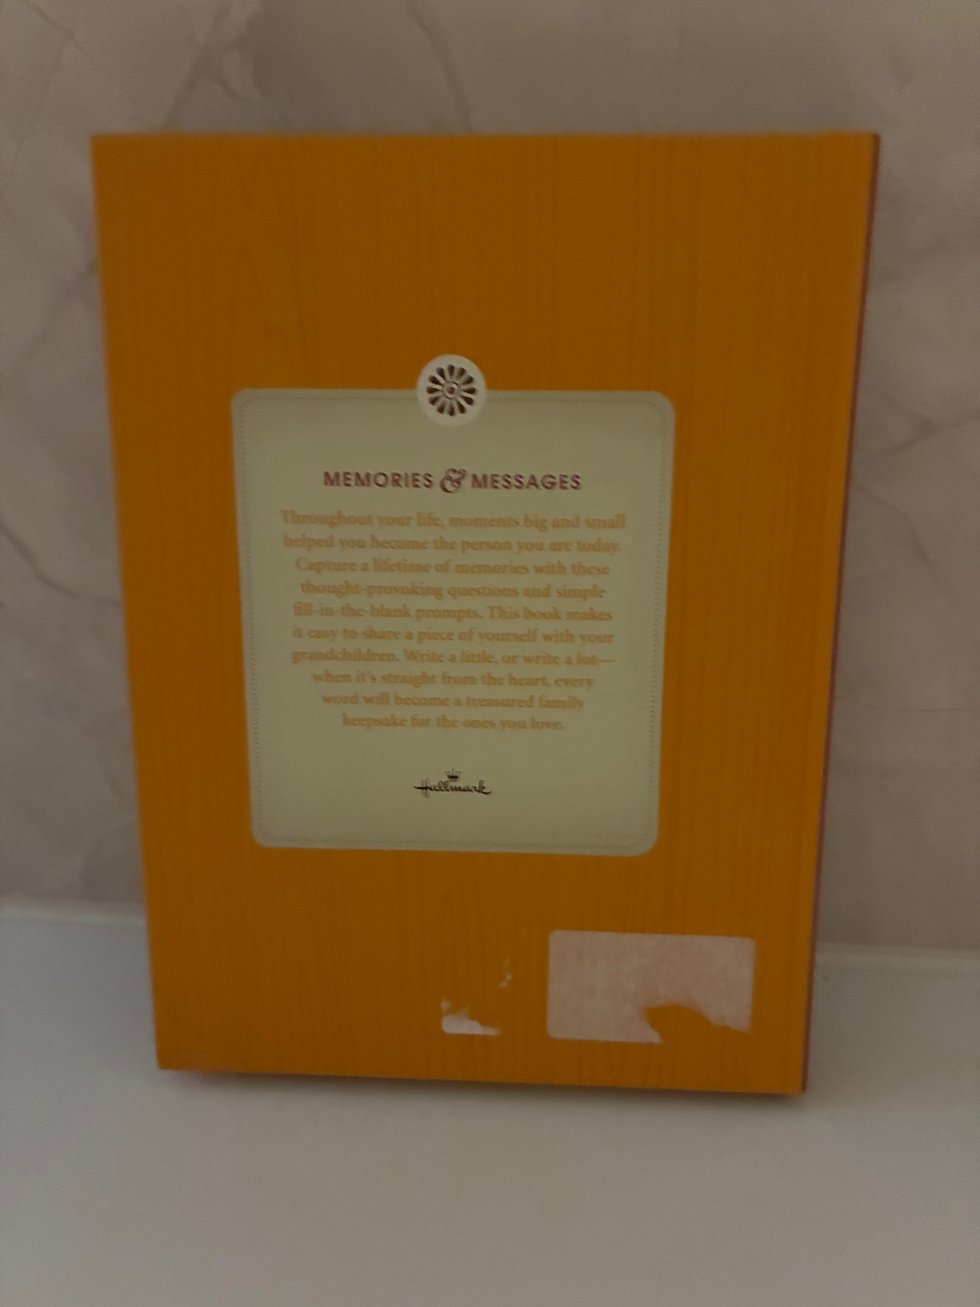 MEMORIES & MESSAGES
Throughout your life, moments big and small
helped you become the person you are today.
Capture a lifetime of memories with these
thought-provoking questions and simple
fill-in-the-blank prompts. This book makes
it easy to share a piece of yourself with your
grandchildren. Write a little, or write a lot—
when it's straight from the heart, every
word will become a treasured family
keepsake for the ones you love.
Hallmark